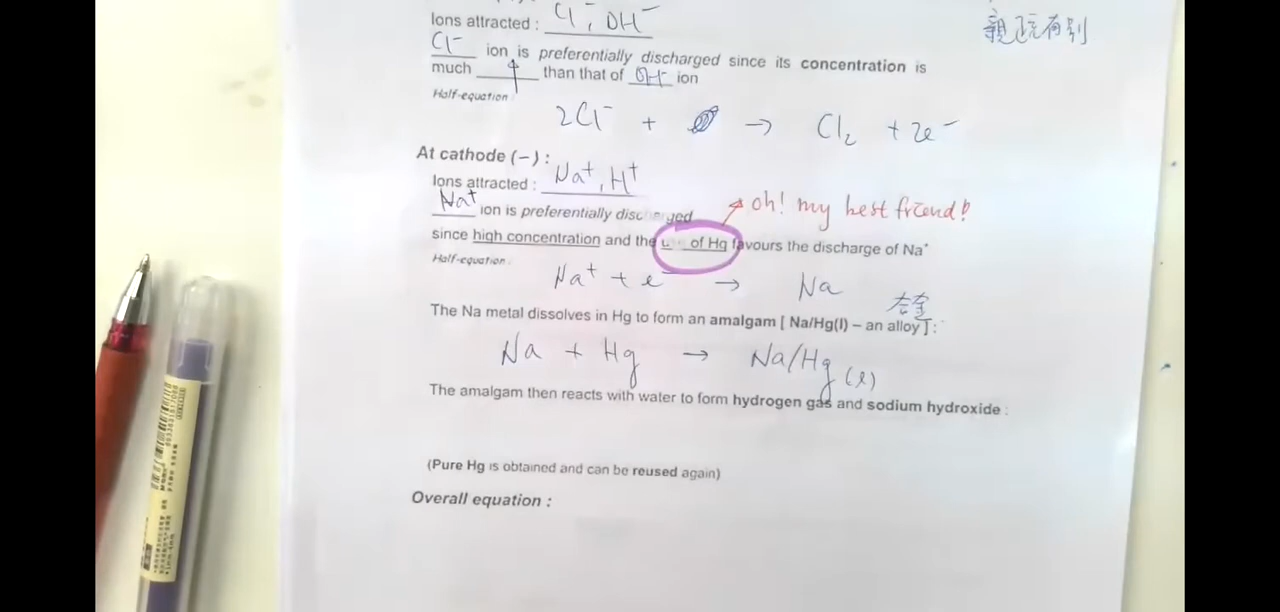 Ions attracted : Cl⁻, OH⁻
親疏有別
Cl⁻ ion is preferentially discharged since its concentration is
much ↑ than that of OH⁻ ion
Half-equation
2Cl⁻ + → Cl₂ + 2e⁻
At cathode (−) :
Ions attracted : Na⁺, H⁺
Na⁺ ion is preferentially discharged
oh! my best friend!
since high concentration and the of Hg favours the discharge of Na⁺
Half-equation :
Na⁺ + e⁻ → Na
The Na metal dissolves in Hg to form an amalgam [ Na/Hg(l) – an alloy ] :
Na + Hg → Na/Hg (l)
The amalgam then reacts with water to form hydrogen gas and sodium hydroxide :
(Pure Hg is obtained and can be reused again)
Overall equation :